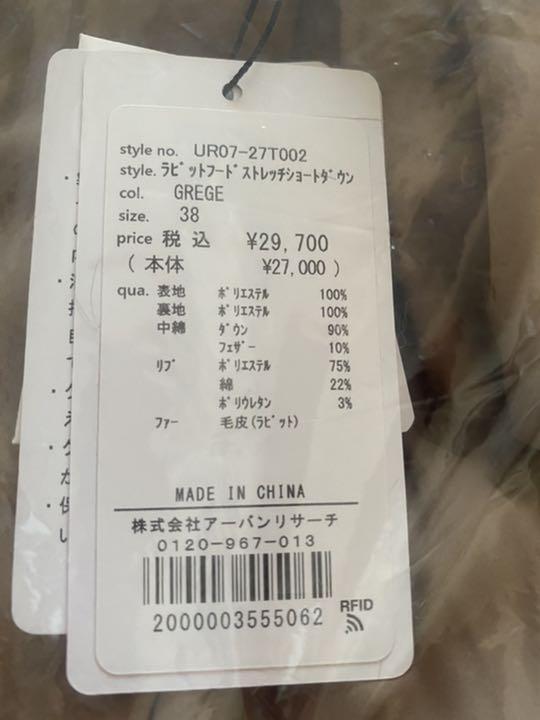 style no. UR07-27T002
style. ﾗﾋﾞｯﾄﾌｰﾄﾞｽﾄﾚｯﾁｼｮｰﾄﾀﾞｳﾝ
col. GREGE
size. 38
price 税込 ¥29,700
(本体 ¥27,000)
qua. 表地 ﾎﾟﾘｴｽﾃﾙ 100%
裏地 ﾎﾟﾘｴｽﾃﾙ 100%
中綿 ﾀﾞｳﾝ 90%
ﾌｪｻﾞｰ 10%
ﾘﾌﾞ ﾎﾟﾘｴｽﾃﾙ 75%
綿 22%
ﾎﾟﾘｳﾚﾀﾝ 3%
ﾌｧｰ 毛皮(ﾗﾋﾞｯﾄ)
MADE IN CHINA
株式会社アーバンリサーチ
0120-967-013
2000003555062
RFID